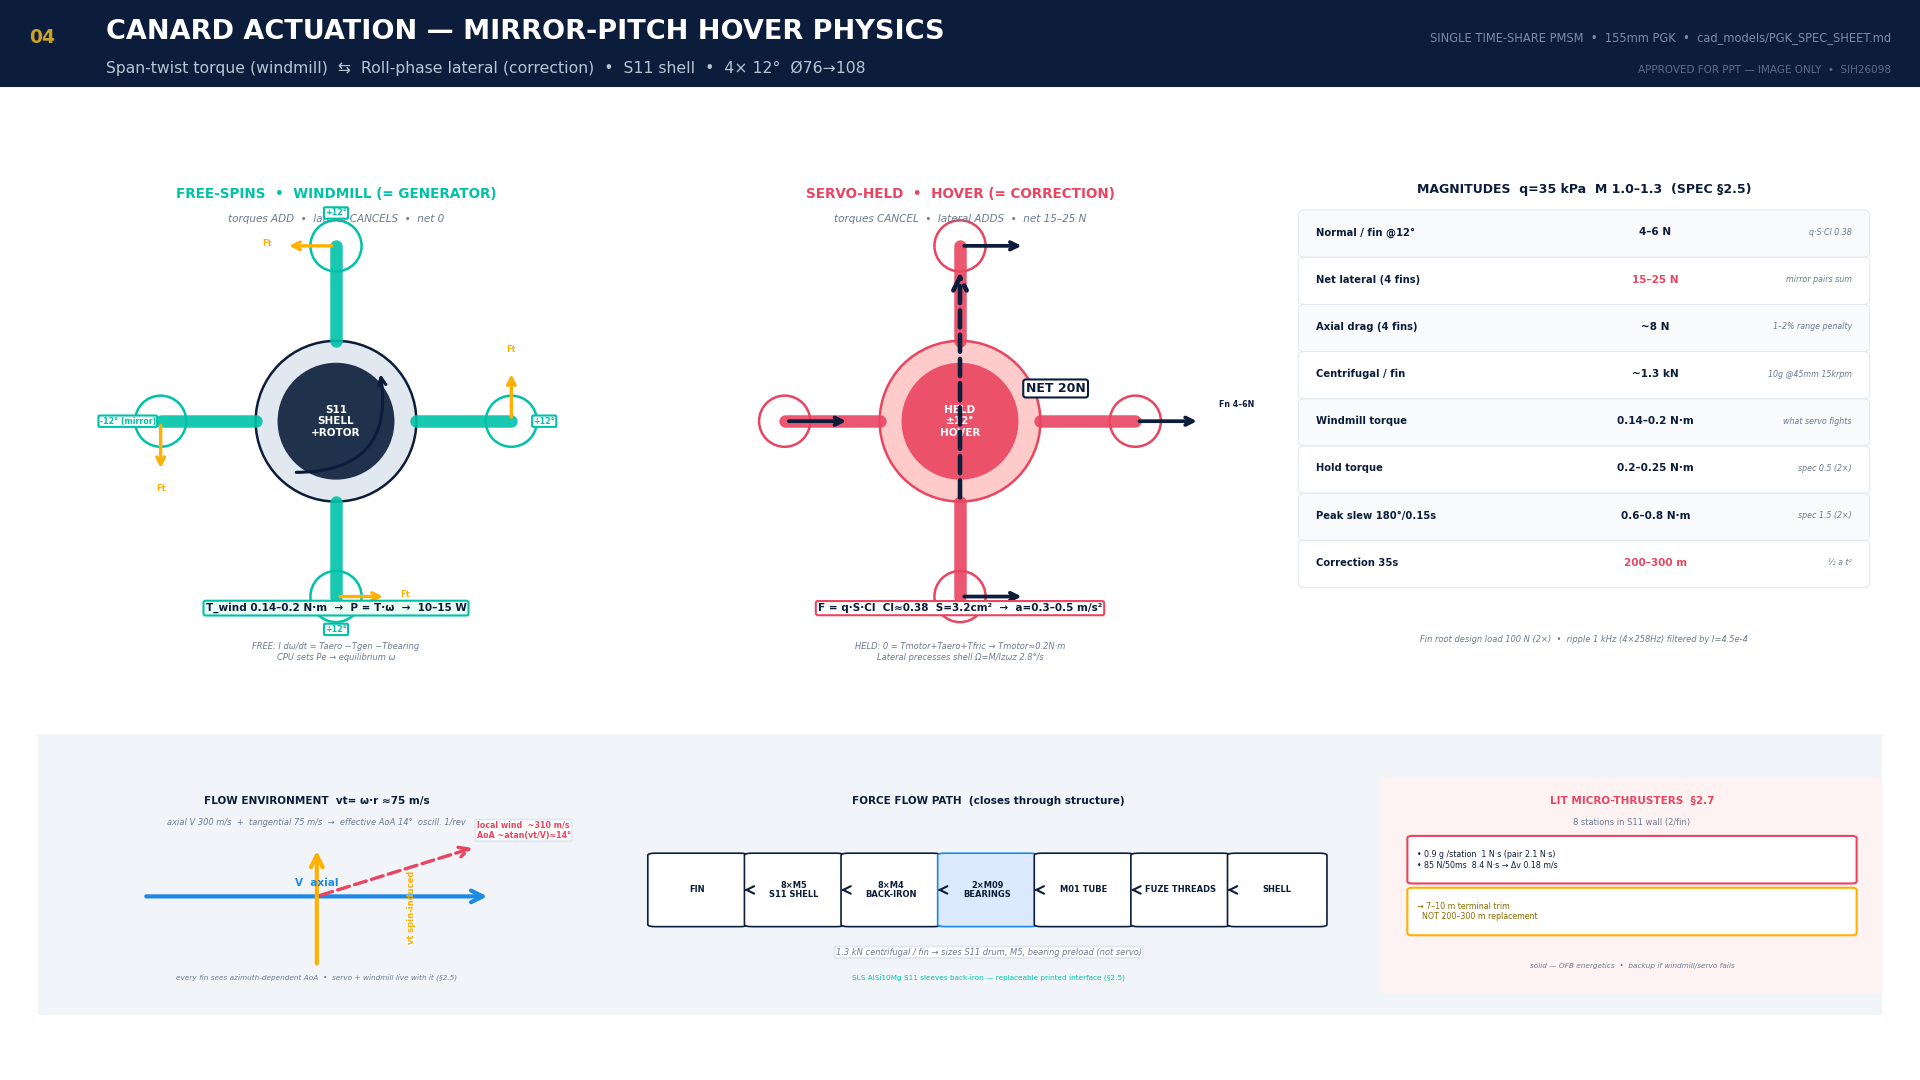 04
CANARD ACTUATION — MIRROR-PITCH HOVER PHYSICS
Span-twist torque (windmill) ⇆ Roll-phase lateral (correction) • S11 shell • 4× 12° Ø76→108
SINGLE TIME-SHARE PMSM • 155mm PGK • cad_models/PGK_SPEC_SHEET.md
APPROVED FOR PPT — IMAGE ONLY • SIH26098
FREE-SPINS • WINDMILL (= GENERATOR)
torques ADD • la CANCELS • net 0
+12°
Ft
Ft
-12° (mirror)
S11
SHELL
+ROTOR
+12°
Ft
Ft
T_wind 0.14–0.2 N·m → P = T·ω → 10–15 W
+12°
FREE: I dω/dt = Taero −Tgen −Tbearing
CPU sets Pe → equilibrium ω
SERVO-HELD • HOVER (= CORRECTION)
torques CANCEL • lateral ADDS • net 15–25 N
NET 20N
Fn 4–6N
HELD
±12°
HOVER
F = q·S·Cl Cl≈0.38 S=3.2cm² → a=0.3–0.5 m/s²
HELD: 0 = Tmotor+Taero+Tfric → Tmotor≈0.2N·m
Lateral precesses shell Ω=M/Izωz 2.8°/s
MAGNITUDES q=35 kPa M 1.0–1.3 (SPEC §2.5)
Normal / fin @12° 4–6 N q·S·Cl 0.38
Net lateral (4 fins) 15–25 N mirror pairs sum
Axial drag (4 fins) ~8 N 1–2% range penalty
Centrifugal / fin ~1.3 kN 10g @45mm 15krpm
Windmill torque 0.14–0.2 N·m what servo fights
Hold torque 0.2–0.25 N·m spec 0.5 (2×)
Peak slew 180°/0.15s 0.6–0.8 N·m spec 1.5 (2×)
Correction 35s 200–300 m ½ a t²
Fin root design load 100 N (2×) • ripple 1 kHz (4×258Hz) filtered by I=4.5e-4
FLOW ENVIRONMENT vt= ω·r ≈75 m/s
axial V 300 m/s + tangential 75 m/s → effective AoA 14° oscill. 1/rev
local wind ~310 m/s
AoA ~atan(vt/V)≈14°
V axial
vt spin-induced
every fin sees azimuth-dependent AoA • servo + windmill live with it (§2.5)
FORCE FLOW PATH (closes through structure)
FIN
8×M5
S11 SHELL
8×M4
BACK-IRON
2×M09
BEARINGS
M01 TUBE
FUZE THREADS
SHELL
1.3 kN centrifugal / fin → sizes S11 drum, M5, bearing preload (not servo)
SLS AlSi10Mg S11 sleeves back-iron — replaceable printed interface (§2.5)
LIT MICRO-THRUSTERS §2.7
8 stations in S11 wall (2/fin)
• 0.9 g /station 1 N·s (pair 2.1 N·s)
• 85 N/50ms 8.4 N·s → Δv 0.18 m/s
→ 7–10 m terminal trim
NOT 200–300 m replacement
solid — OFB energetics • backup if windmill/servo fails